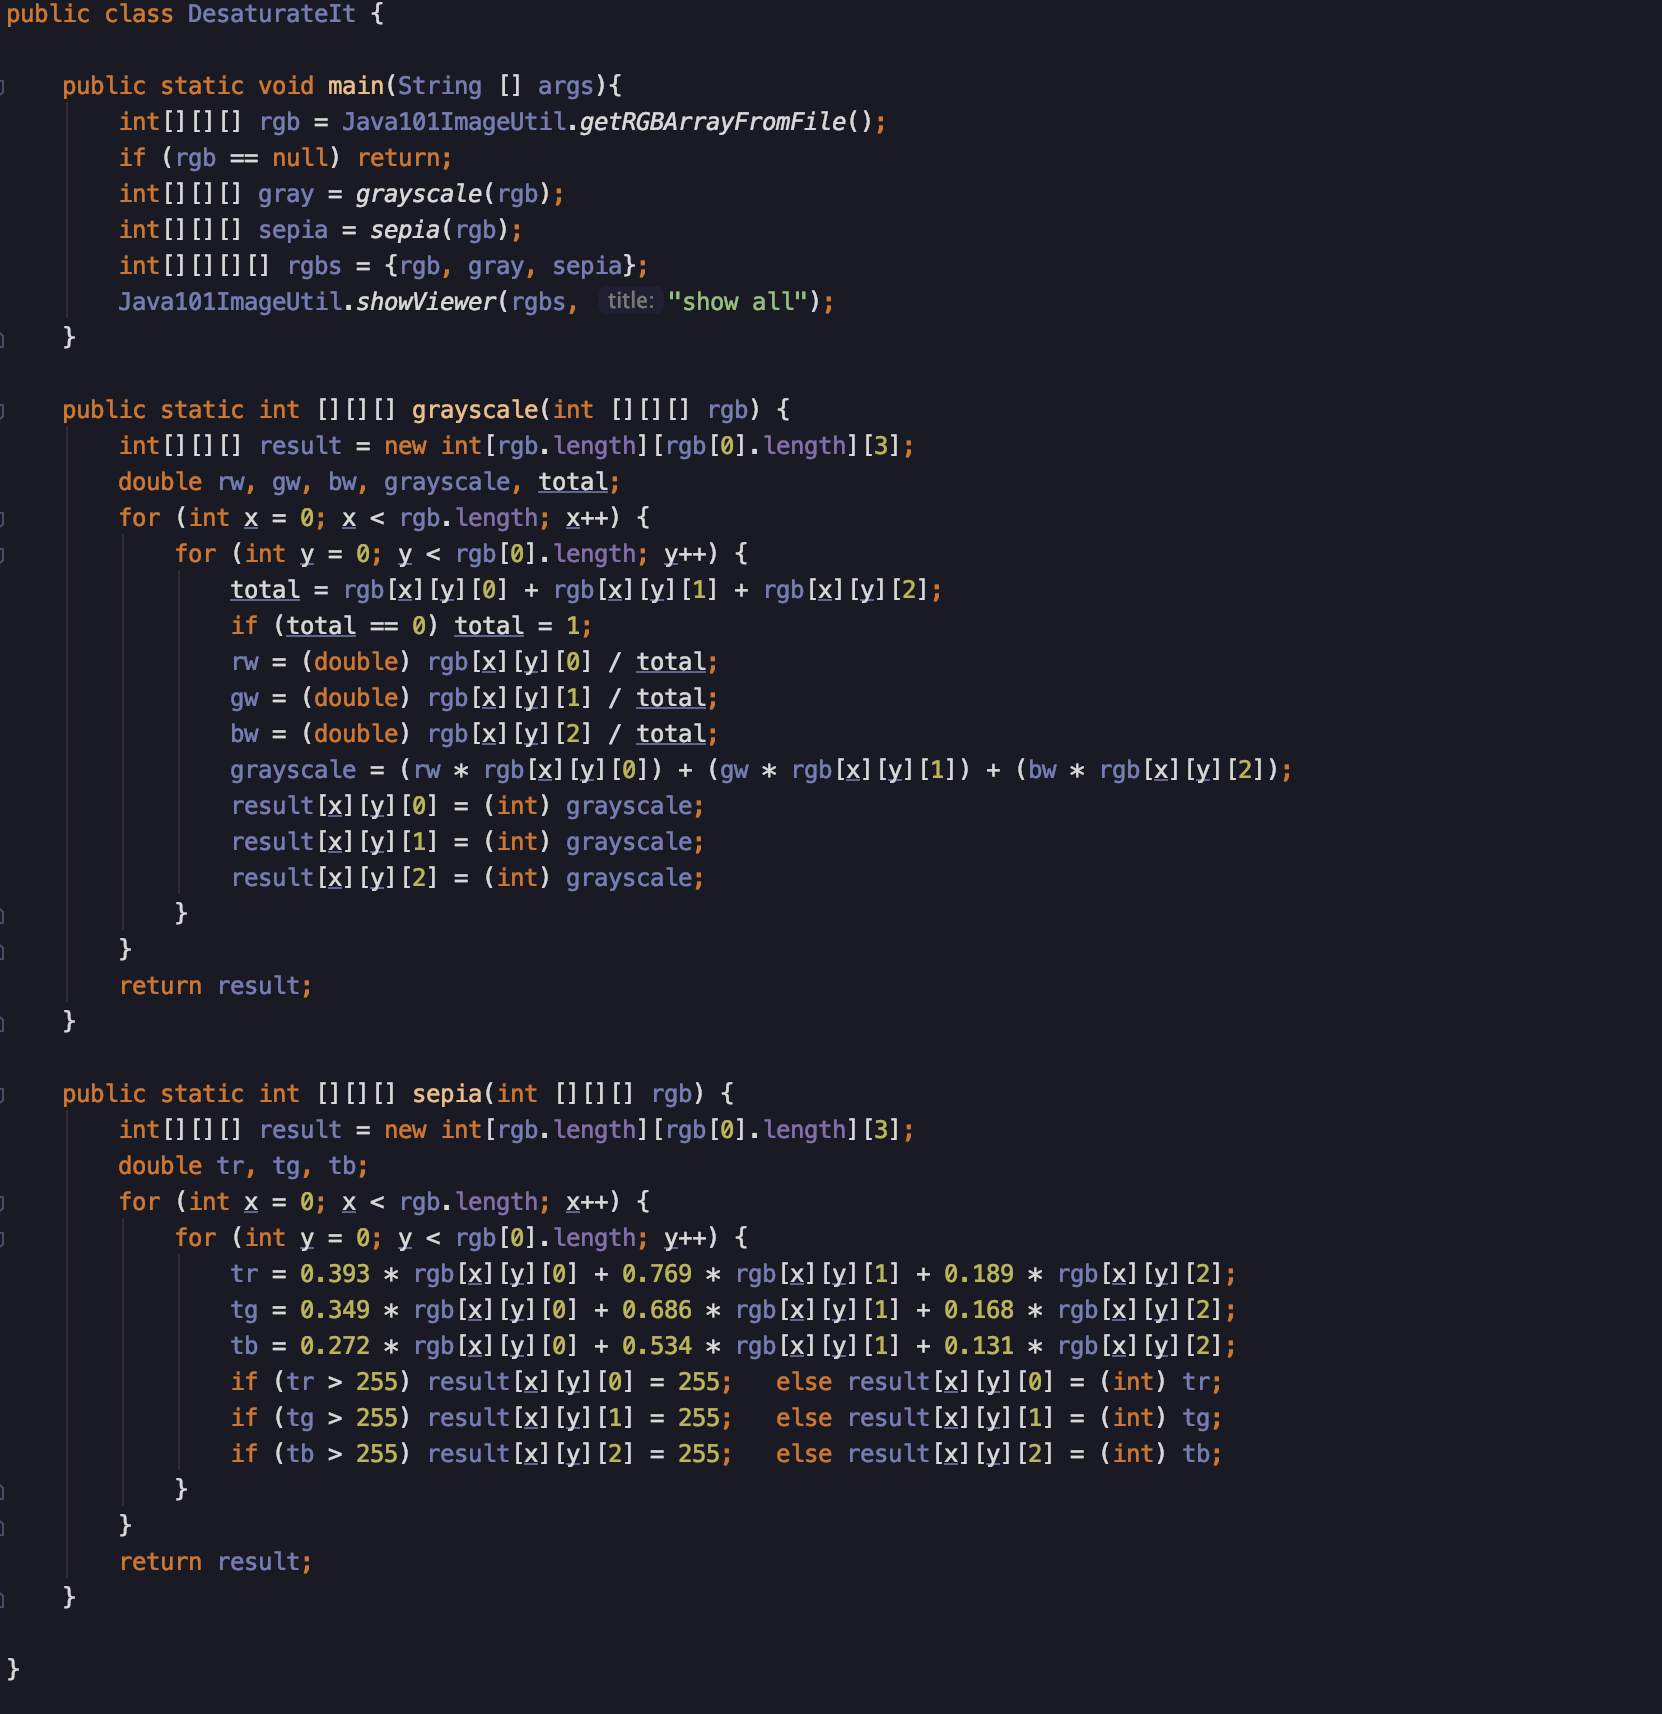 public class DesaturateIt {
public static void main(String [] args){
int[][][] rgb = Java101ImageUtil.getRGBArrayFromFile();
if (rgb == null) return;
int[][][] gray = grayscale(rgb);
int[][][] sepia = sepia(rgb);
int[][][][] rgbs = {rgb, gray, sepia};
Java101ImageUtil.showViewer(rgbs, title: "show all");
}
public static int [][][] grayscale(int [][][] rgb) {
int[][][] result = new int[rgb.length][rgb[0].length][3];
double rw, gw, bw, grayscale, total;
for (int x = 0; x < rgb.length; x++) {
for (int y = 0; y < rgb[0].length; y++) {
total = rgb[x][y][0] + rgb[x][y][1] + rgb[x][y][2];
if (total == 0) total = 1;
rw = (double) rgb[x][y][0] / total;
gw = (double) rgb[x][y][1] / total;
bw = (double) rgb[x][y][2] / total;
grayscale = (rw * rgb[x][y][0]) + (gw * rgb[x][y][1]) + (bw * rgb[x][y][2]);
result[x][y][0] = (int) grayscale;
result[x][y][1] = (int) grayscale;
result[x][y][2] = (int) grayscale;
}
}
return result;
}
public static int [][][] sepia(int [][][] rgb) {
int[][][] result = new int[rgb.length][rgb[0].length][3];
double tr, tg, tb;
for (int x = 0; x < rgb.length; x++) {
for (int y = 0; y < rgb[0].length; y++) {
tr = 0.393 * rgb[x][y][0] + 0.769 * rgb[x][y][1] + 0.189 * rgb[x][y][2];
tg = 0.349 * rgb[x][y][0] + 0.686 * rgb[x][y][1] + 0.168 * rgb[x][y][2];
tb = 0.272 * rgb[x][y][0] + 0.534 * rgb[x][y][1] + 0.131 * rgb[x][y][2];
if (tr > 255) result[x][y][0] = 255; else result[x][y][0] = (int) tr;
if (tg > 255) result[x][y][1] = 255; else result[x][y][1] = (int) tg;
if (tb > 255) result[x][y][2] = 255; else result[x][y][2] = (int) tb;
}
}
return result;
}
}